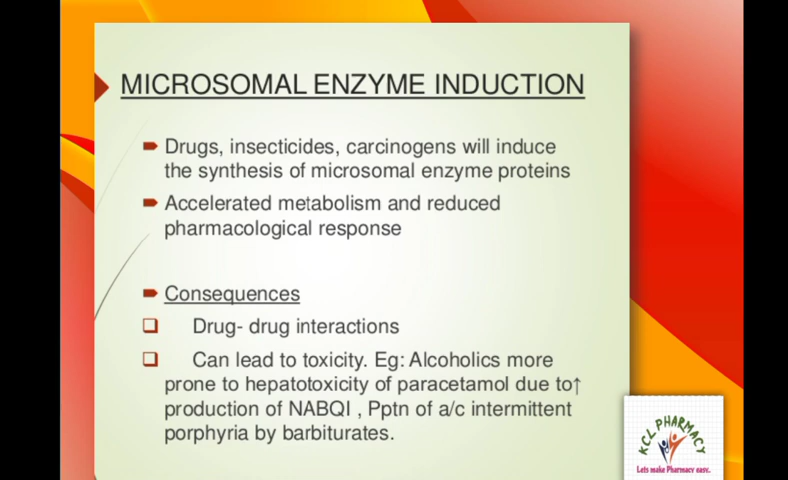 MICROSOMAL ENZYME INDUCTION
Drugs, insecticides, carcinogens will induce
the synthesis of microsomal enzyme proteins
Accelerated metabolism and reduced
pharmacological response
Consequences
Drug- drug interactions
Can lead to toxicity. Eg: Alcoholics more
prone to hepatotoxicity of paracetamol due to↑
production of NABQI , Pptn of a/c intermittent
porphyria by barbiturates.
KCL PHARMACY
Lets make Pharmacy easy.